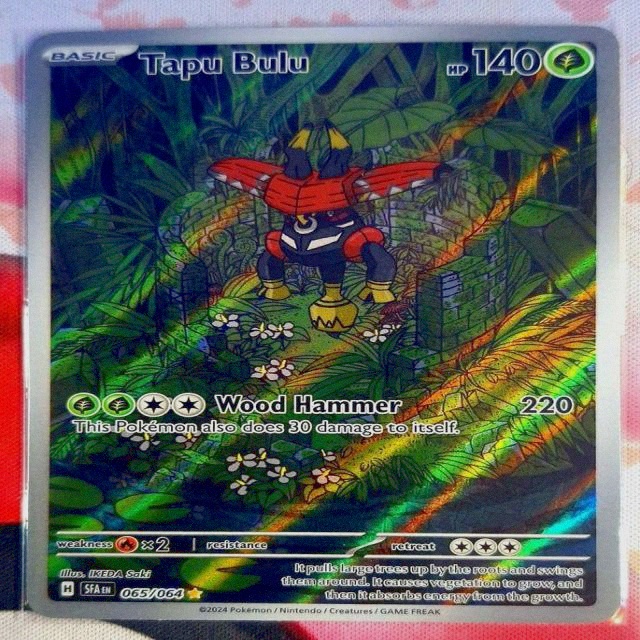 BASIC Tapu Bulu HP 140
Wood Hammer 220
This Pokémon also does 30 damage to itself.
weakness ×2 resistance retreat
Illus. IKEDA Saki
H SFA EN 065/064
It pulls large trees up by the roots and swings
them around. It causes vegetation to grow, and
then it absorbs energy from the growth.
©2024 Pokémon / Nintendo / Creatures / GAME FREAK